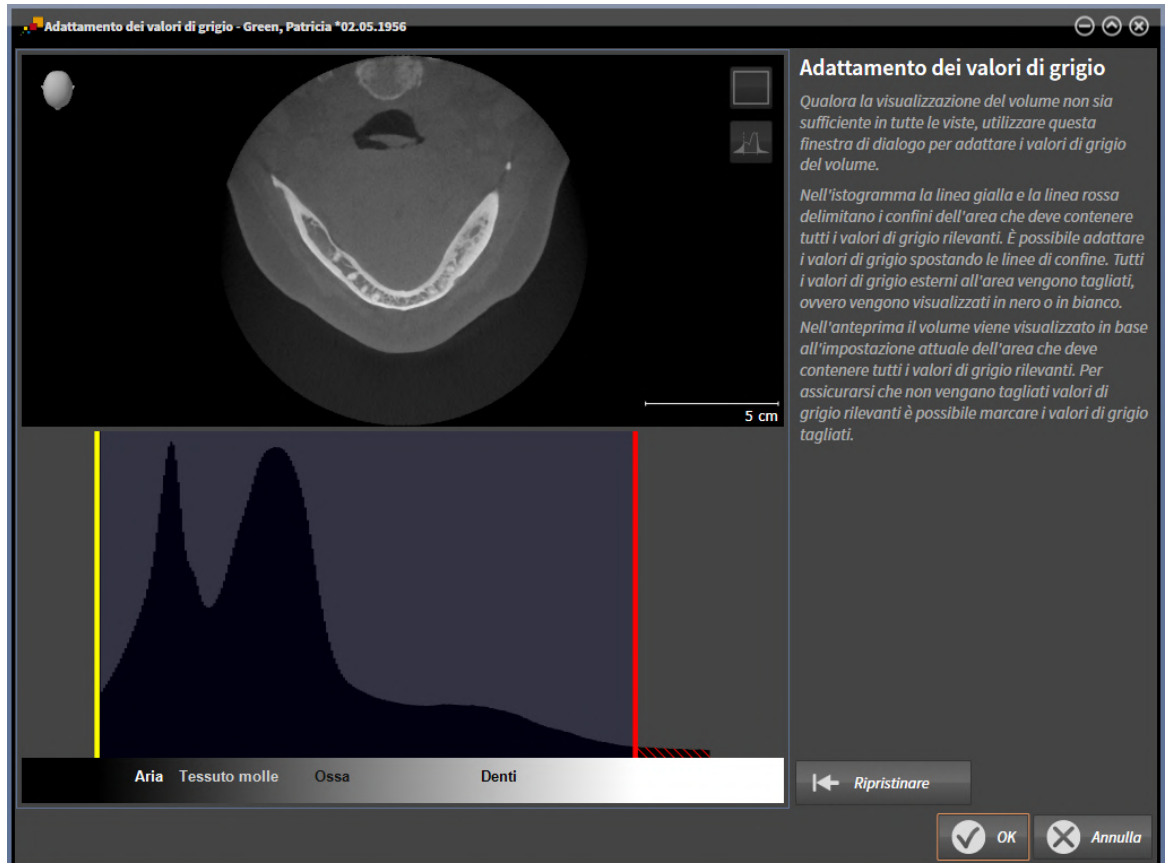 Adattamento dei valori di grigio - Green, Patricia *02.05.1956
Adattamento dei valori di grigio
Qualora la visualizzazione del volume non sia
sufficiente in tutte le viste, utilizzare questa
finestra di dialogo per adattare i valori di grigio
del volume.
Nell'istogramma la linea gialla e la linea rossa
delimitano i confini dell'area che deve contenere
tutti i valori di grigio rilevanti. È possibile adattare
i valori di grigio spostando le linee di confine. Tutti
i valori di grigio esterni all'area vengono tagliati,
ovvero vengono visualizzati in nero o in bianco.
Nell'anteprima il volume viene visualizzato in base
all'impostazione attuale dell'area che deve
contenere tutti i valori di grigio rilevanti. Per
assicurarsi che non vengano tagliati valori di
grigio rilevanti è possibile marcare i valori di grigio
tagliati.
5 cm
Aria Tessuto molle Ossa Denti
Ripristinare
OK Annulla